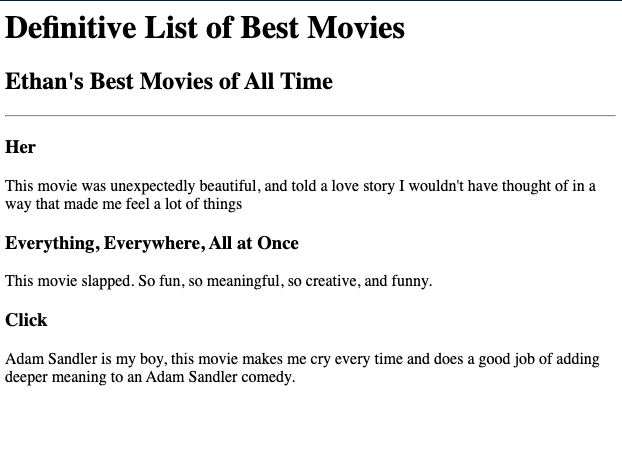 Definitive List of Best Movies
Ethan's Best Movies of All Time
Her
This movie was unexpectedly beautiful, and told a love story I wouldn't have thought of in a
way that made me feel a lot of things
Everything, Everywhere, All at Once
This movie slapped. So fun, so meaningful, so creative, and funny.
Click
Adam Sandler is my boy, this movie makes me cry every time and does a good job of adding
deeper meaning to an Adam Sandler comedy.